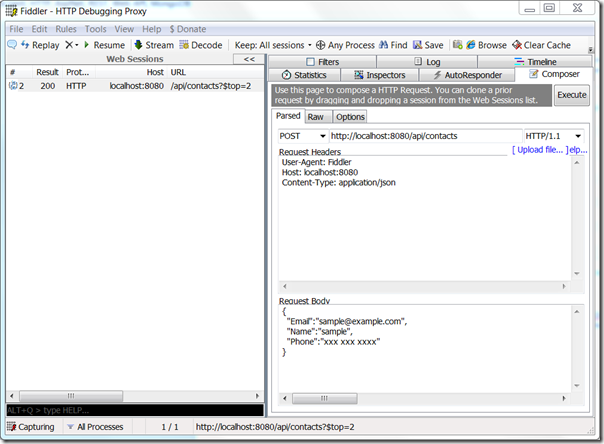 Fiddler - HTTP Debugging Proxy
File Edit Rules Tools View Help $ Donate
Replay Resume Stream Decode Keep: All sessions Any Process Find Save Browse Clear Cache
Web Sessions <<
# Result Prot... Host URL
2 200 HTTP localhost:8080 /api/contacts?$top=2
Filters Log Timeline
Statistics Inspectors AutoResponder Composer
Use this page to compose a HTTP Request. You can clone a prior
request by dragging and dropping a session from the Web Sessions list.
Execute
Parsed Raw Options
POST http://localhost:8080/api/contacts HTTP/1.1
Request Headers [ Upload file... ]elp...
User-Agent: Fiddler
Host: localhost:8080
Content-Type: application/json
Request Body
{
"Email":"sample@example.com",
"Name":"sample",
"Phone":"xxx xxx xxxx"
}
ALT+Q > type HELP...
Capturing All Processes 1 / 1 http://localhost:8080/api/contacts?$top=2